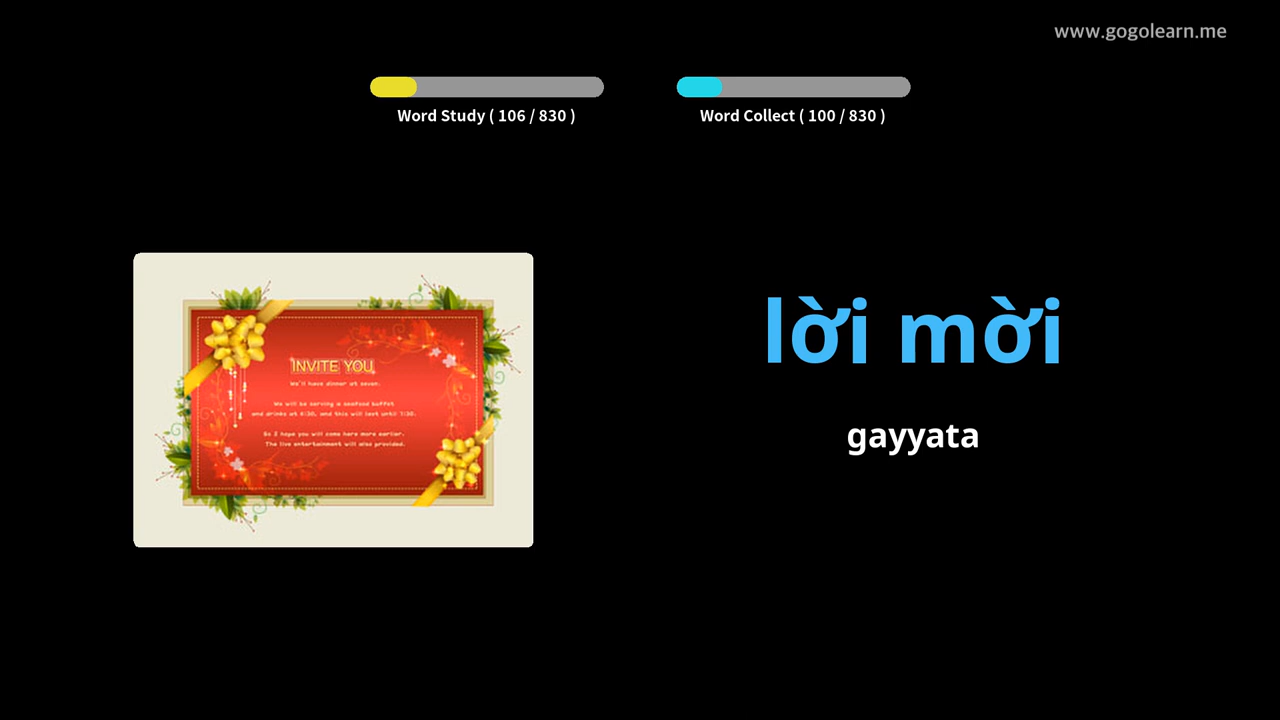 www.gogolearn.me
Word Study ( 106 / 830 )
Word Collect ( 100 / 830 )
INVITE YOU
We'll have dinner at seven.
We will be serving a seafood buffet
and drinks at 6:30, and this will last until 7:30.
So I hope you will come here more earlier.
The live entertainment will also provided.
lời mời
gayyata